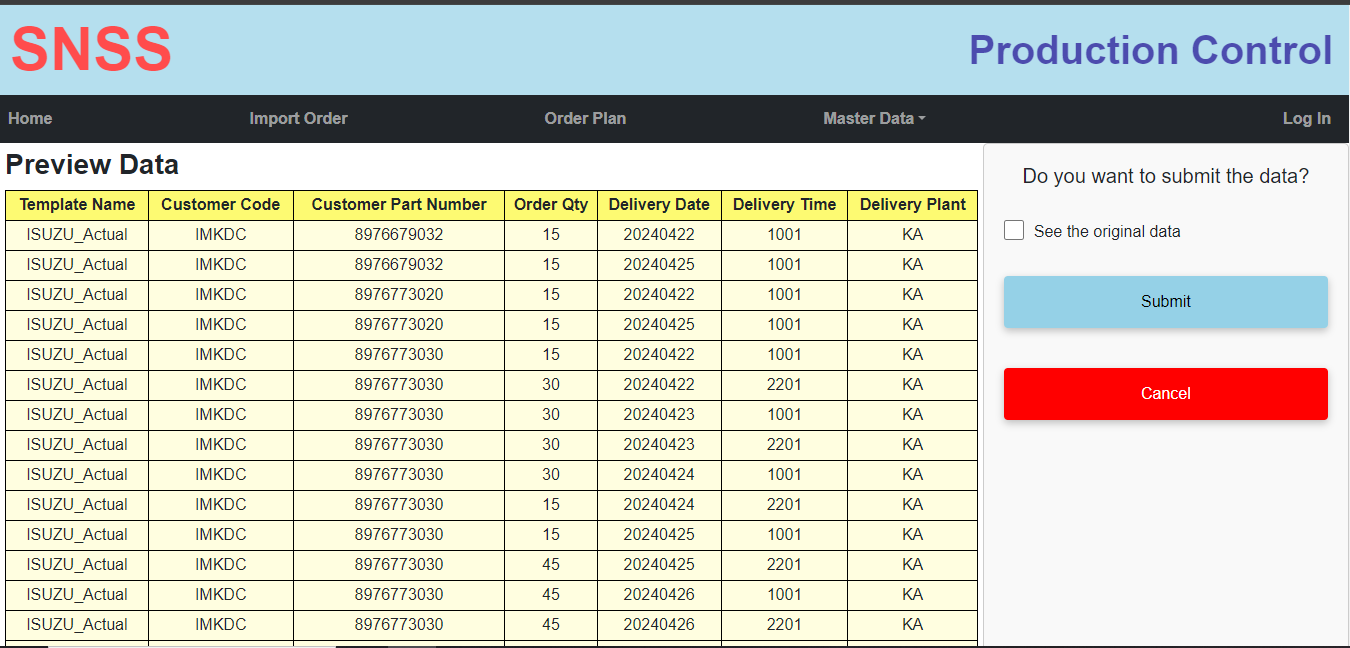 SNSS
Production Control
Home Import Order Order Plan Master Data Log In
Preview Data
Template Name Customer Code Customer Part Number Order Qty Delivery Date Delivery Time Delivery Plant
ISUZU_Actual IMKDC 8976679032 15 20240422 1001 KA
ISUZU_Actual IMKDC 8976679032 15 20240425 1001 KA
ISUZU_Actual IMKDC 8976773020 15 20240422 1001 KA
ISUZU_Actual IMKDC 8976773020 15 20240425 1001 KA
ISUZU_Actual IMKDC 8976773030 15 20240422 1001 KA
ISUZU_Actual IMKDC 8976773030 30 20240422 2201 KA
ISUZU_Actual IMKDC 8976773030 30 20240423 1001 KA
ISUZU_Actual IMKDC 8976773030 30 20240423 2201 KA
ISUZU_Actual IMKDC 8976773030 30 20240424 1001 KA
ISUZU_Actual IMKDC 8976773030 15 20240424 2201 KA
ISUZU_Actual IMKDC 8976773030 15 20240425 1001 KA
ISUZU_Actual IMKDC 8976773030 45 20240425 2201 KA
ISUZU_Actual IMKDC 8976773030 45 20240426 1001 KA
ISUZU_Actual IMKDC 8976773030 45 20240426 2201 KA
Do you want to submit the data?
See the original data
Submit
Cancel